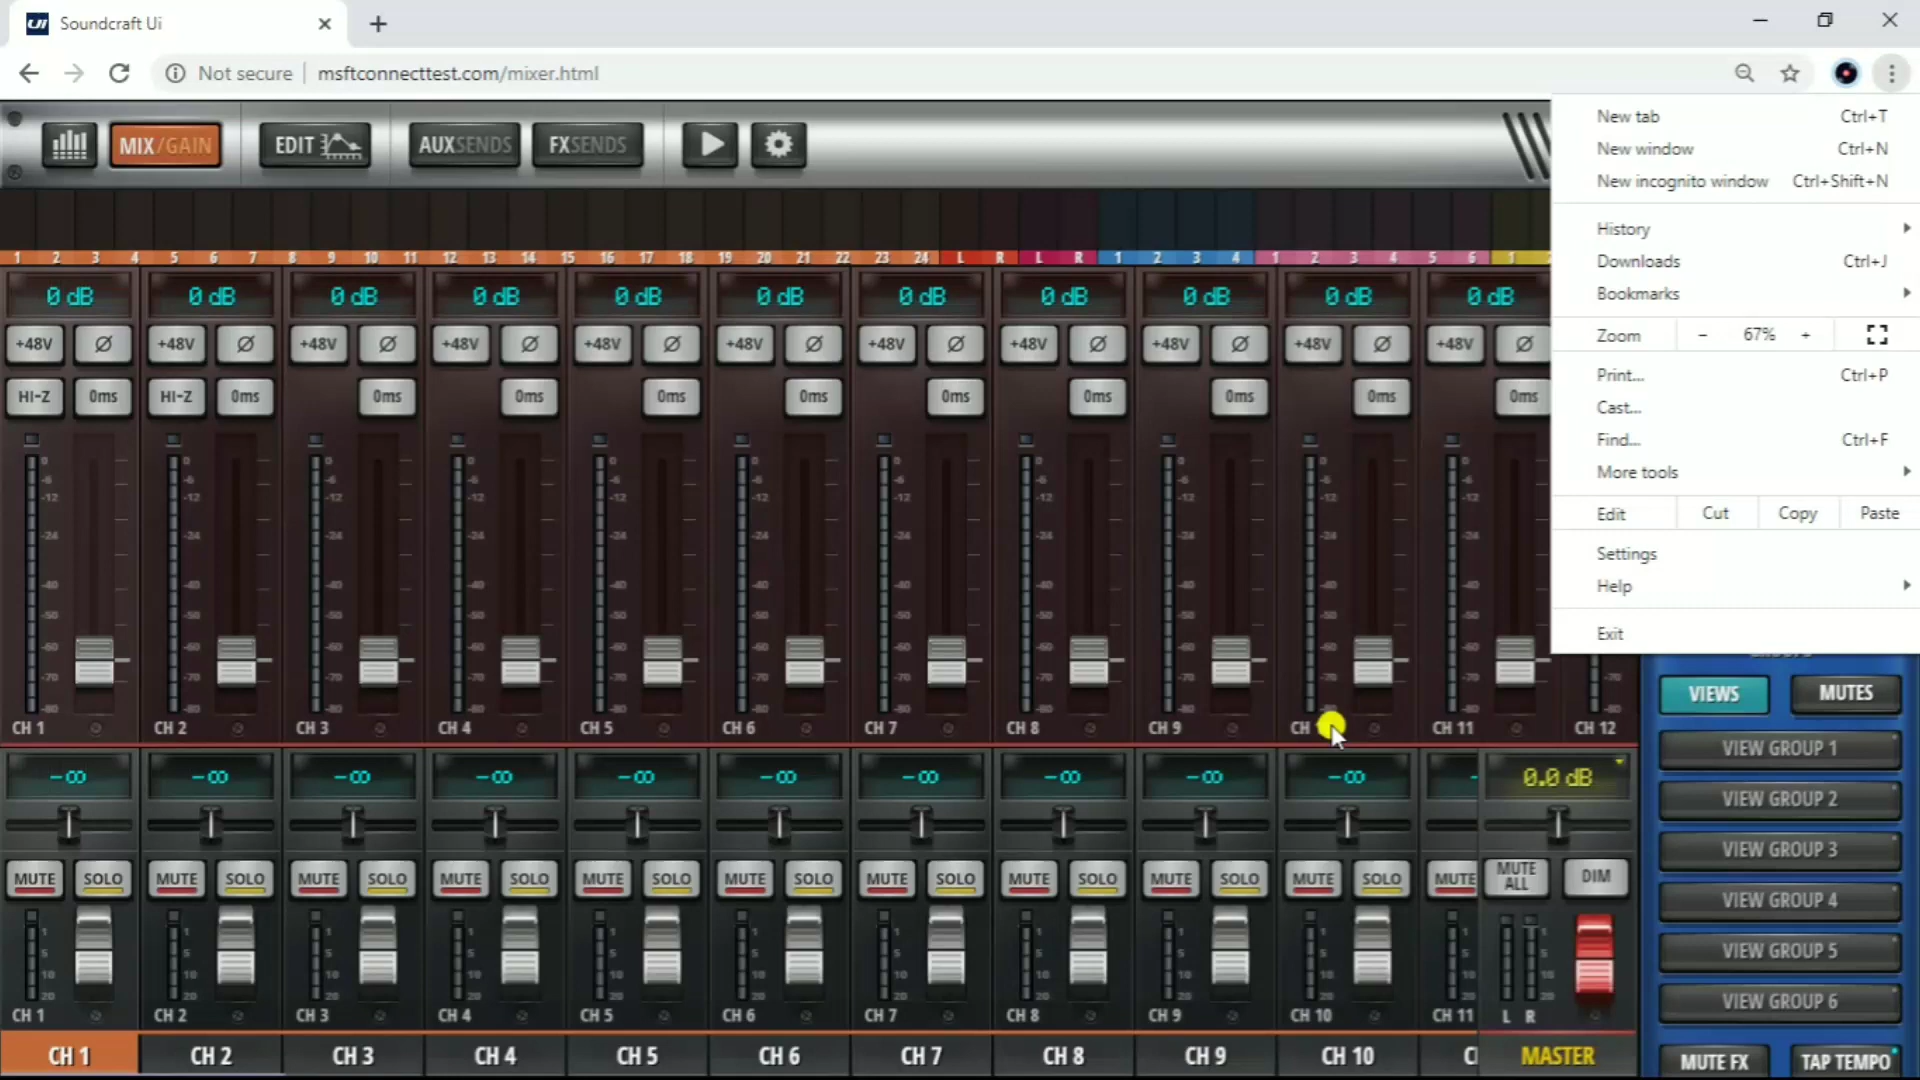 Soundcraft Ui
Not secure msftconnecttest.com/mixer.html
MIX/GAIN EDIT AUXSENDS FXSENDS
New tab Ctrl+T
New window Ctrl+N
New incognito window Ctrl+Shift+N
History
Downloads Ctrl+J
Bookmarks
Zoom - 67% +
Print... Ctrl+P
Cast...
Find... Ctrl+F
More tools
Edit Cut Copy Paste
Settings
Help
Exit
1 2 3 4 5 6 7 8 9 10 11 12 13 14 15 16 17 18 19 20 21 22 23 24 L R L R 1 2 3 4 1 2 3 4 5 6 1
0 dB 0 dB 0 dB 0 dB 0 dB 0 dB 0 dB 0 dB 0 dB 0 dB 0 dB
+48V Ø +48V Ø +48V Ø +48V Ø +48V Ø +48V Ø +48V Ø +48V Ø +48V Ø +48V Ø +48V Ø
HI-Z 0ms HI-Z 0ms 0ms 0ms 0ms 0ms 0ms 0ms 0ms 0ms 0ms
CH 1 CH 2 CH 3 CH 4 CH 5 CH 6 CH 7 CH 8 CH 9 CH CH 11 CH 12
-∞ -∞ -∞ -∞ -∞ -∞ -∞ -∞ -∞ -∞ 0.0 dB
MUTE SOLO MUTE SOLO MUTE SOLO MUTE SOLO MUTE SOLO MUTE SOLO MUTE SOLO MUTE SOLO MUTE SOLO MUTE SOLO MUTE MUTE ALL DIM
CH 1 CH 2 CH 3 CH 4 CH 5 CH 6 CH 7 CH 8 CH 9 CH 10 CH 11 L R
CH 1 CH 2 CH 3 CH 4 CH 5 CH 6 CH 7 CH 8 CH 9 CH 10 MASTER
VIEWS MUTES
VIEW GROUP 1
VIEW GROUP 2
VIEW GROUP 3
VIEW GROUP 4
VIEW GROUP 5
VIEW GROUP 6
MUTE FX TAP TEMPO